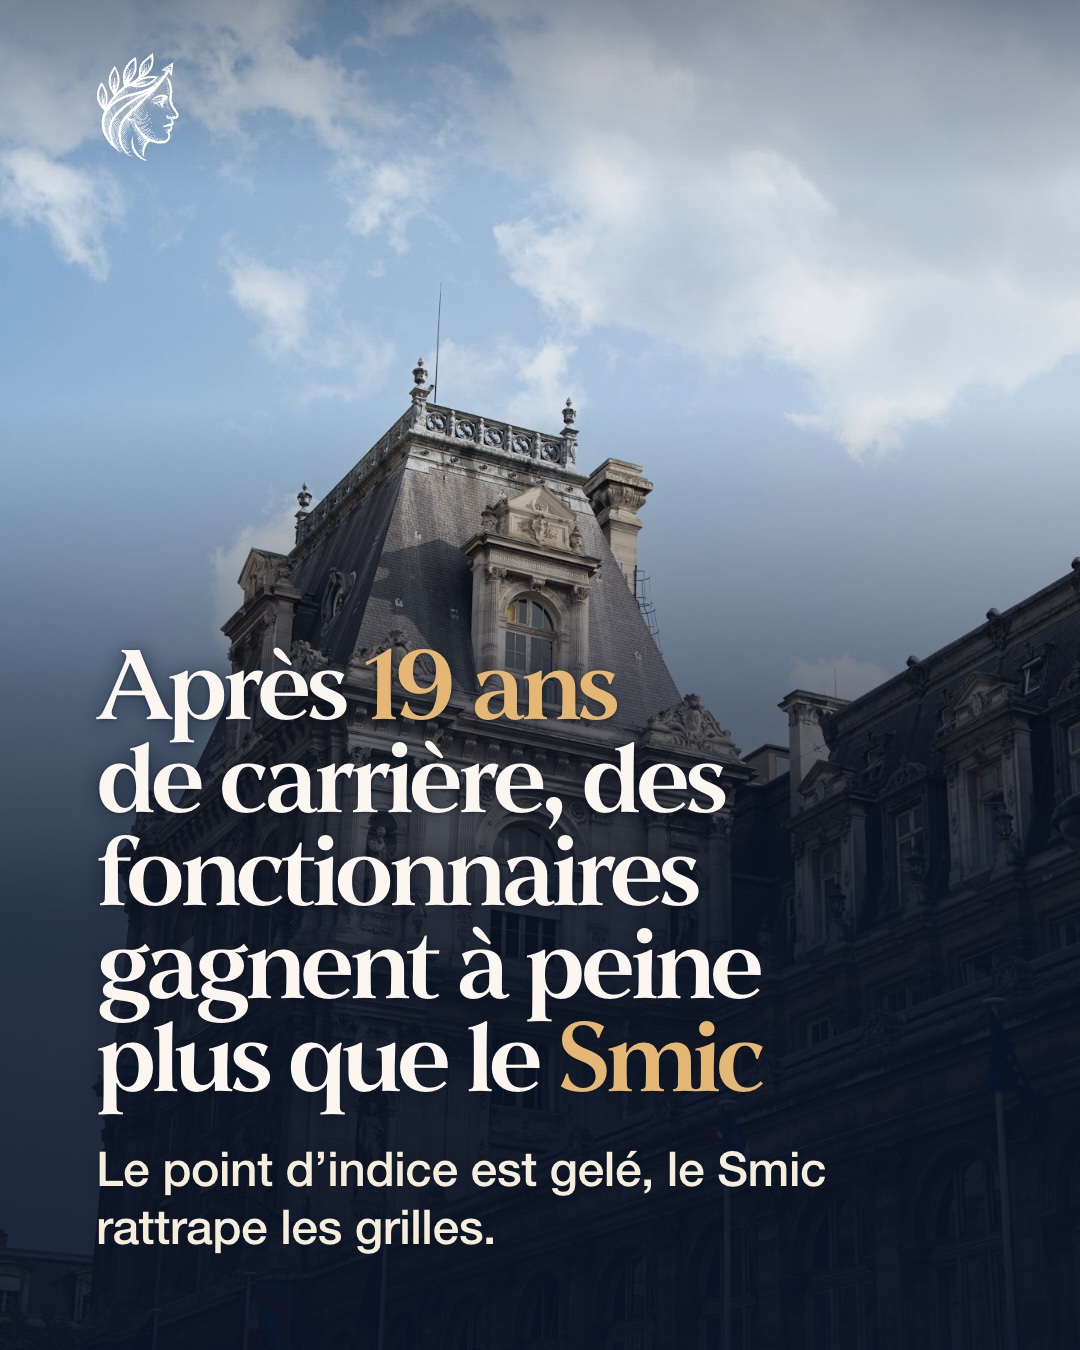 Après 19 ans
de carrière, des
fonctionnaires
gagnent à peine
plus que le Smic
Le point d’indice est gelé, le Smic
rattrape les grilles.